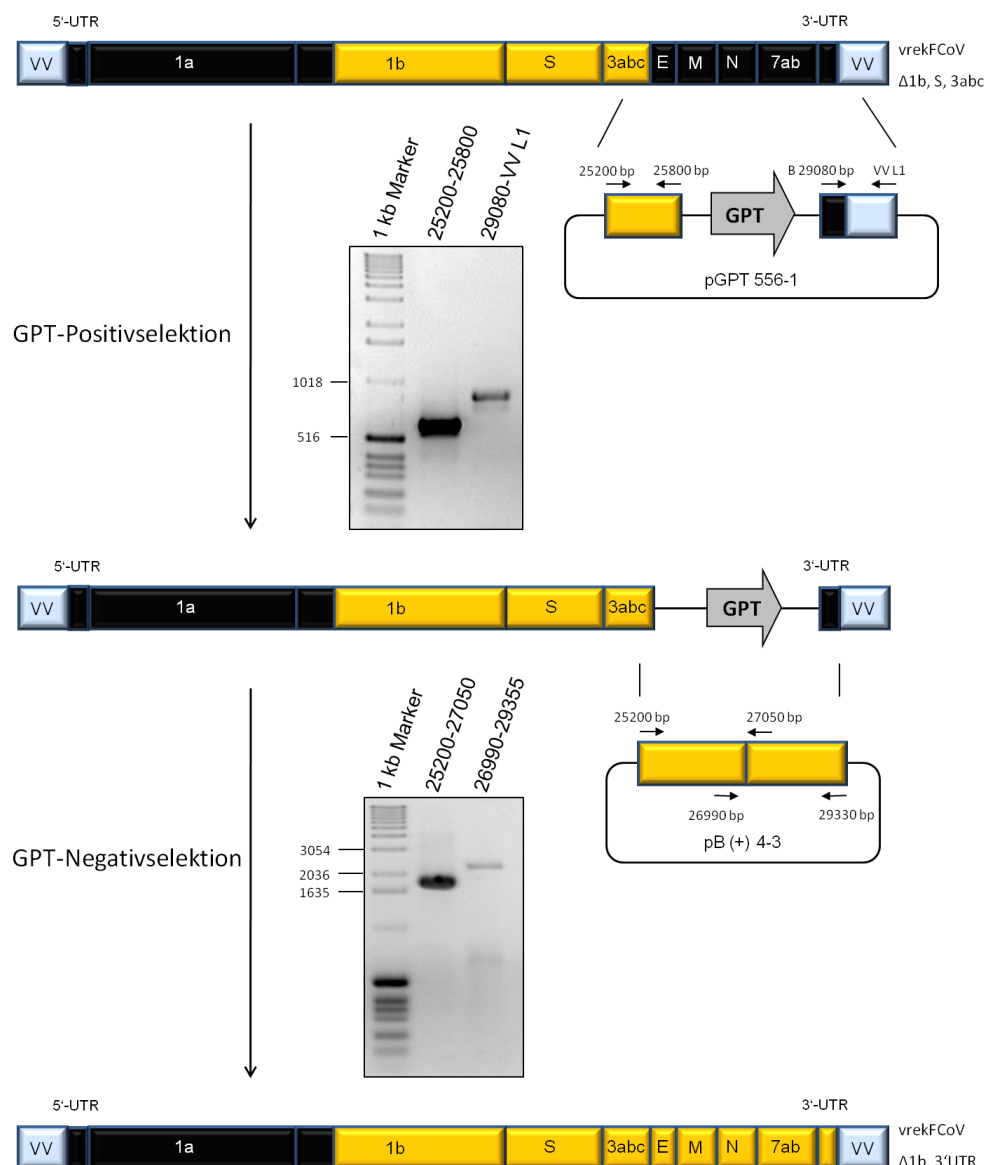 5'-UTR 3'-UTR
VV 1a 1b S 3abc E M N 7ab VV
vrekFCoV
Δ1b, S, 3abc
1 kb Marker
25200-25800
29080-VV L1
25200 bp 25800 bp B 29080 bp VV L1
GPT
pGPT 556-1
GPT-Positivselektion
1018
516
5'-UTR 3'-UTR
VV 1a 1b S 3abc GPT VV
1 kb Marker
25200-27050
26990-29355
25200 bp 27050 bp
26990 bp 29330 bp
pB (+) 4-3
GPT-Negativselektion
3054
2036
1635
5'-UTR 3'-UTR
VV 1a 1b S 3abc E M N 7ab VV
vrekFCoV
Δ1b, 3'UTR